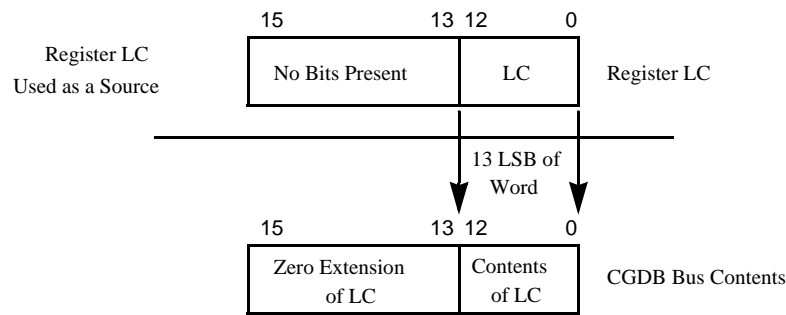 15 13 12 0
Register LC
Used as a Source
No Bits Present
LC
Register LC
13 LSB of
Word
15 13 12 0
Zero Extension
of LC
Contents
of LC
CGDB Bus Contents